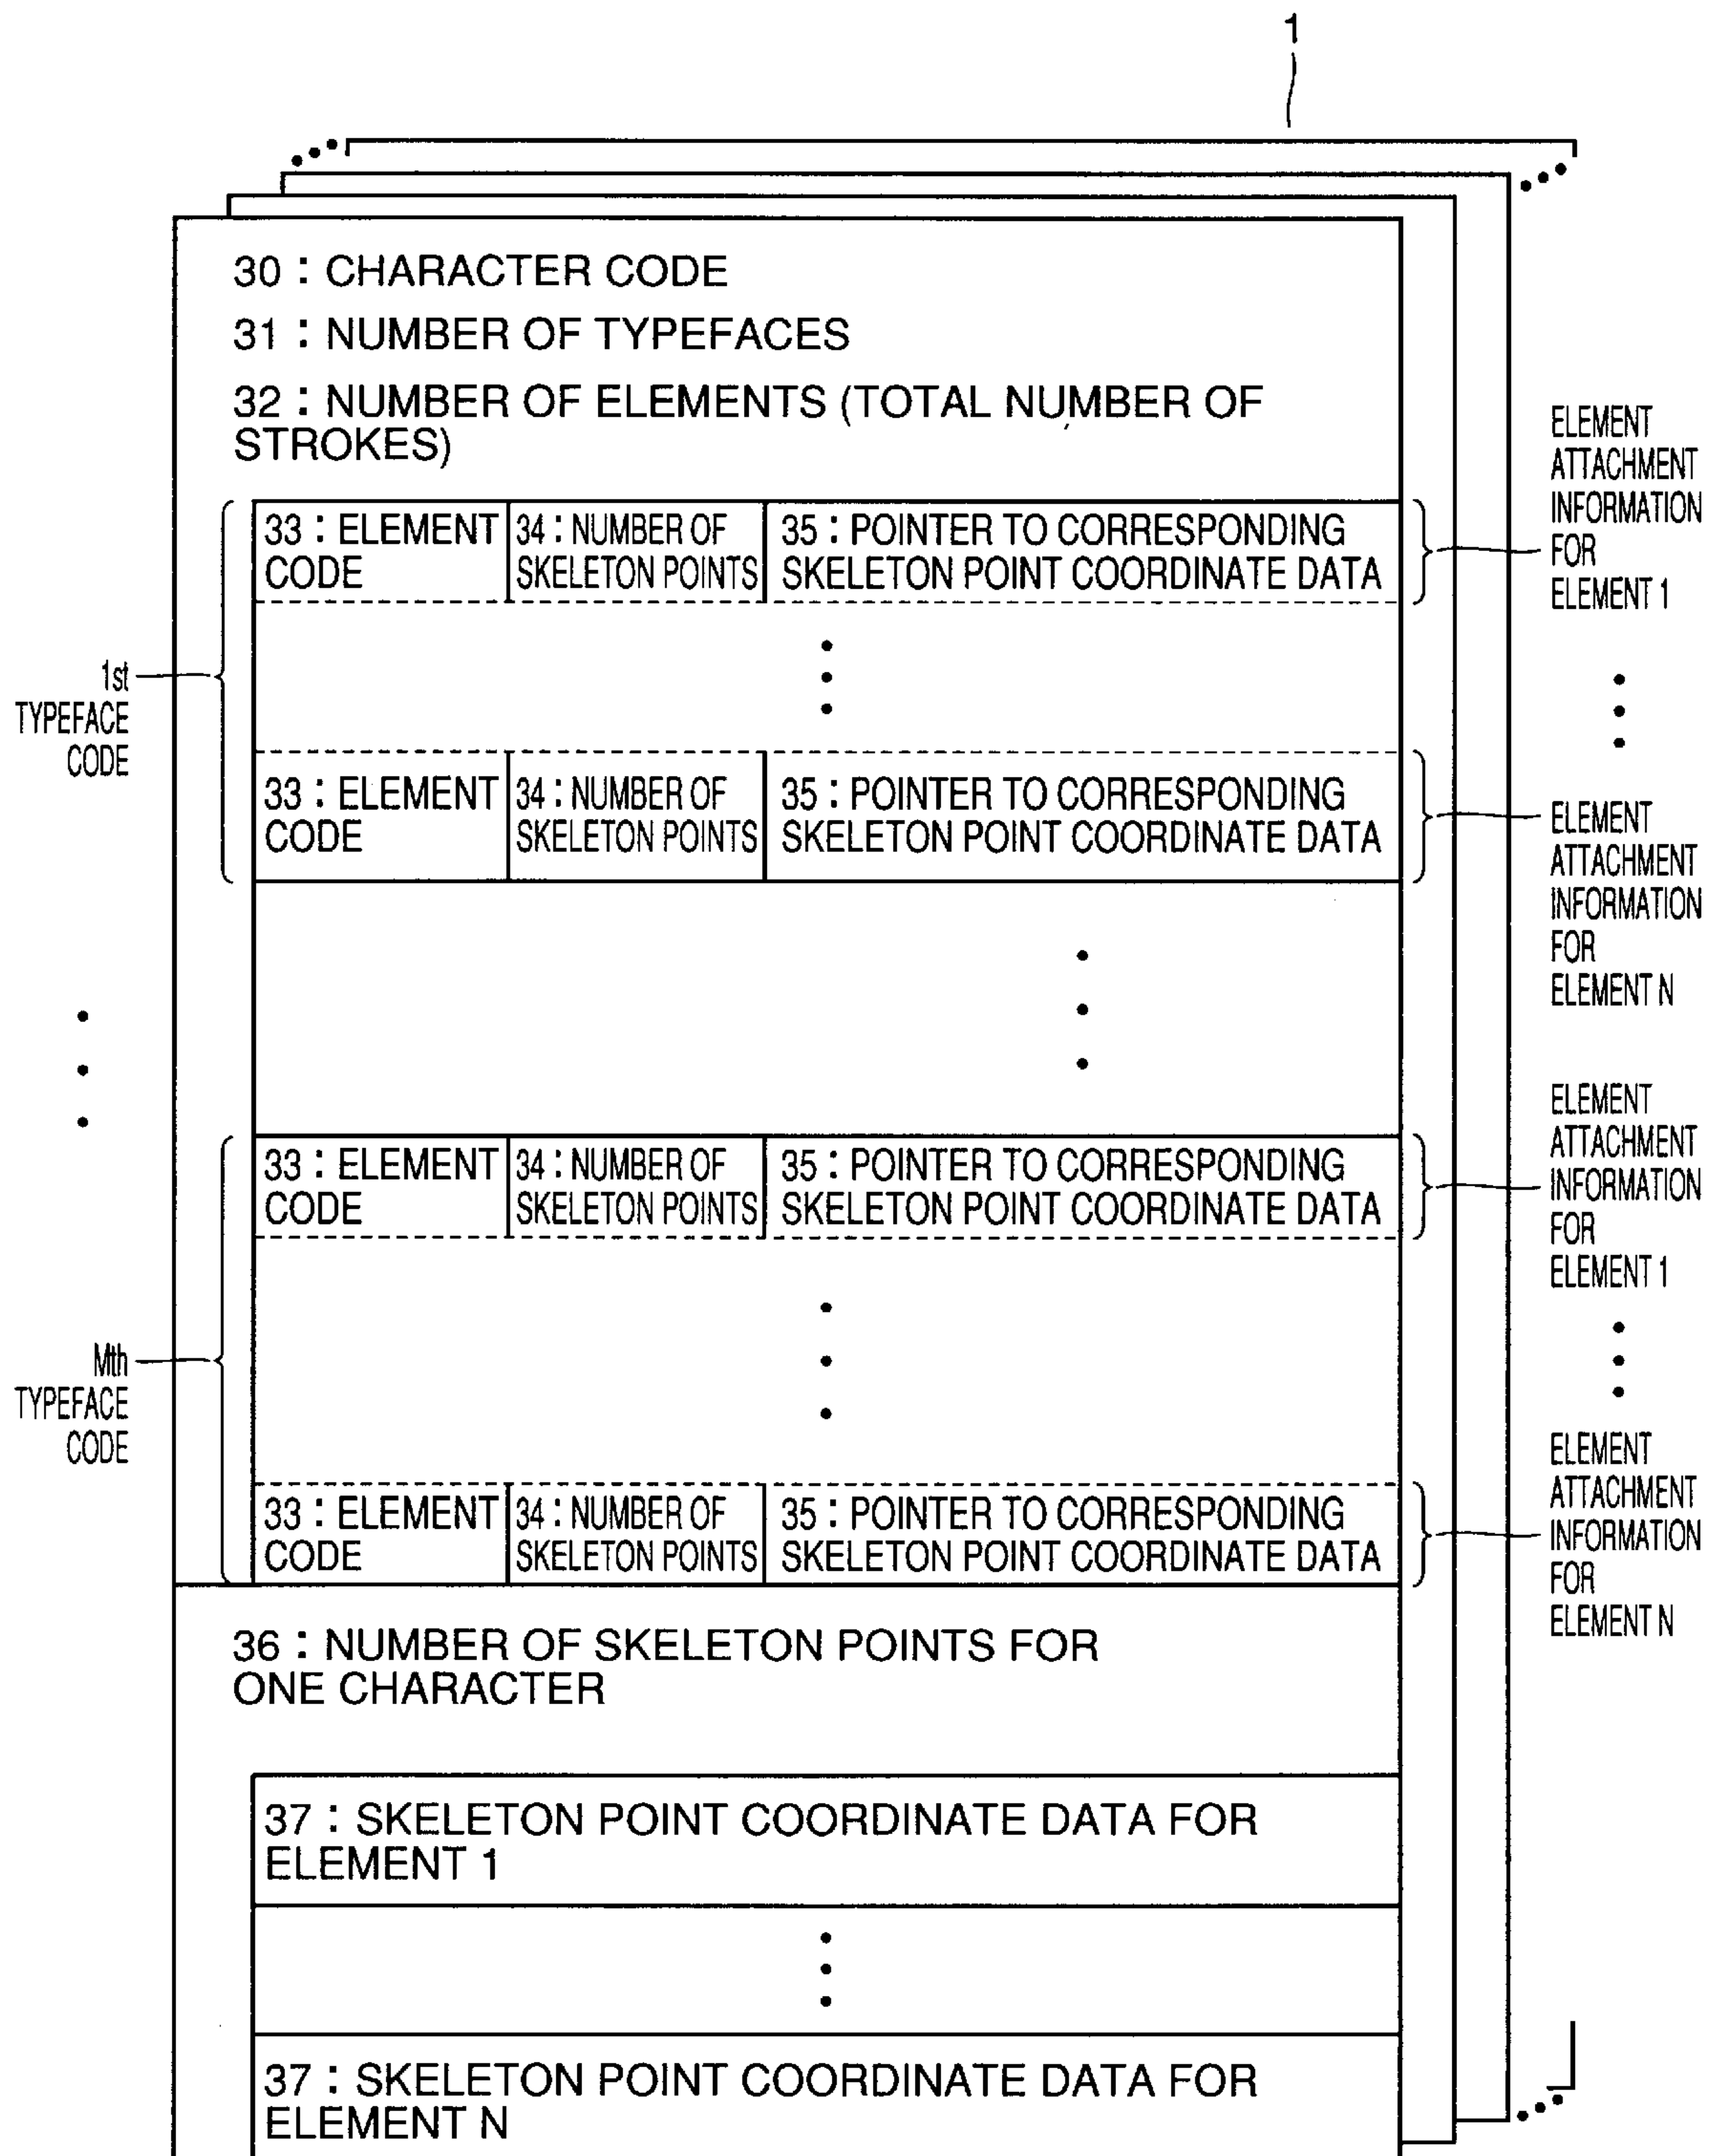 1
30 : CHARACTER CODE
31 : NUMBER OF TYPEFACES
32 : NUMBER OF ELEMENTS (TOTAL NUMBER OF
STROKES)
1st
TYPEFACE
CODE
33 : ELEMENT
CODE
34 : NUMBER OF
SKELETON POINTS
35 : POINTER TO CORRESPONDING
SKELETON POINT COORDINATE DATA
ELEMENT
ATTACHMENT
INFORMATION
FOR
ELEMENT 1
33 : ELEMENT
CODE
34 : NUMBER OF
SKELETON POINTS
35 : POINTER TO CORRESPONDING
SKELETON POINT COORDINATE DATA
ELEMENT
ATTACHMENT
INFORMATION
FOR
ELEMENT N
Mth
TYPEFACE
CODE
33 : ELEMENT
CODE
34 : NUMBER OF
SKELETON POINTS
35 : POINTER TO CORRESPONDING
SKELETON POINT COORDINATE DATA
ELEMENT
ATTACHMENT
INFORMATION
FOR
ELEMENT 1
33 : ELEMENT
CODE
34 : NUMBER OF
SKELETON POINTS
35 : POINTER TO CORRESPONDING
SKELETON POINT COORDINATE DATA
ELEMENT
ATTACHMENT
INFORMATION
FOR
ELEMENT N
36 : NUMBER OF SKELETON POINTS FOR
ONE CHARACTER
37 : SKELETON POINT COORDINATE DATA FOR
ELEMENT 1
37 : SKELETON POINT COORDINATE DATA FOR
ELEMENT N